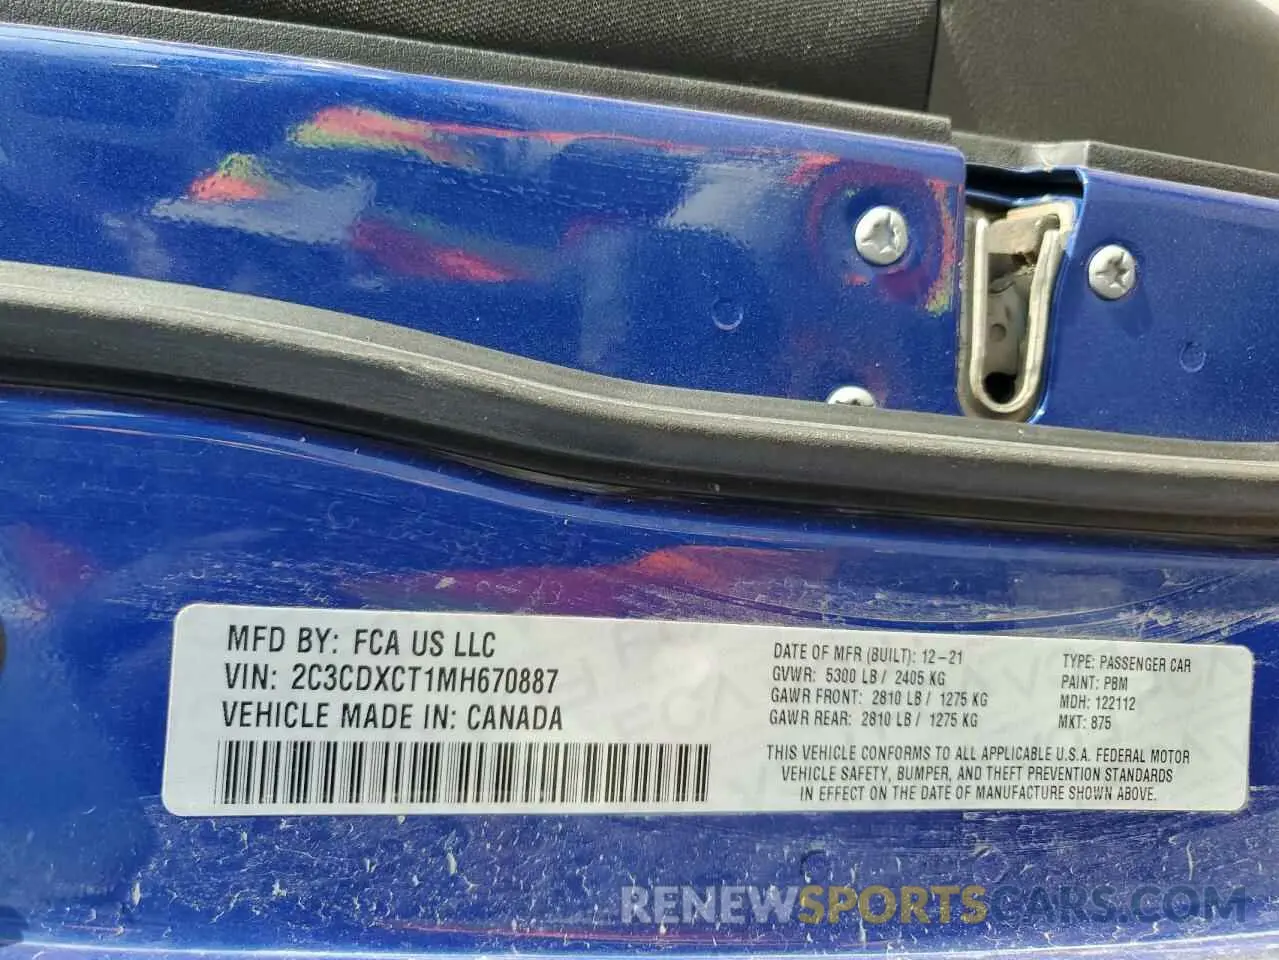 MFD BY: FCA US LLC
VIN: 2C3CDXCT1MH670887
VEHICLE MADE IN: CANADA
DATE OF MFR (BUILT): 12-21
GVWR: 5300 LB / 2405 KG
GAWR FRONT: 2810 LB / 1275 KG
GAWR REAR: 2810 LB / 1275 KG
TYPE: PASSENGER CAR
PAINT: PBM
MDH: 122112
MKT: 875
THIS VEHICLE CONFORMS TO ALL APPLICABLE U.S.A. FEDERAL MOTOR
VEHICLE SAFETY, BUMPER, AND THEFT PREVENTION STANDARDS
IN EFFECT ON THE DATE OF MANUFACTURE SHOWN ABOVE.
RENEWSPORTSCARS.COM